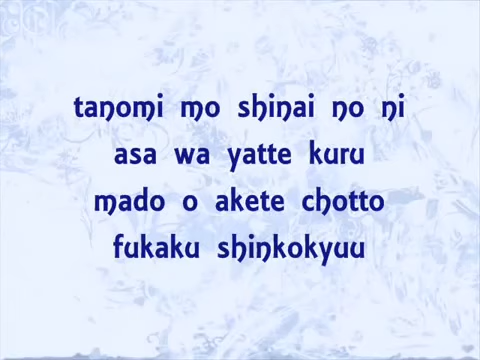 tanomi mo shinai no ni
asa wa yatte kuru
mado o akete chotto
fukaku shinkokyuu